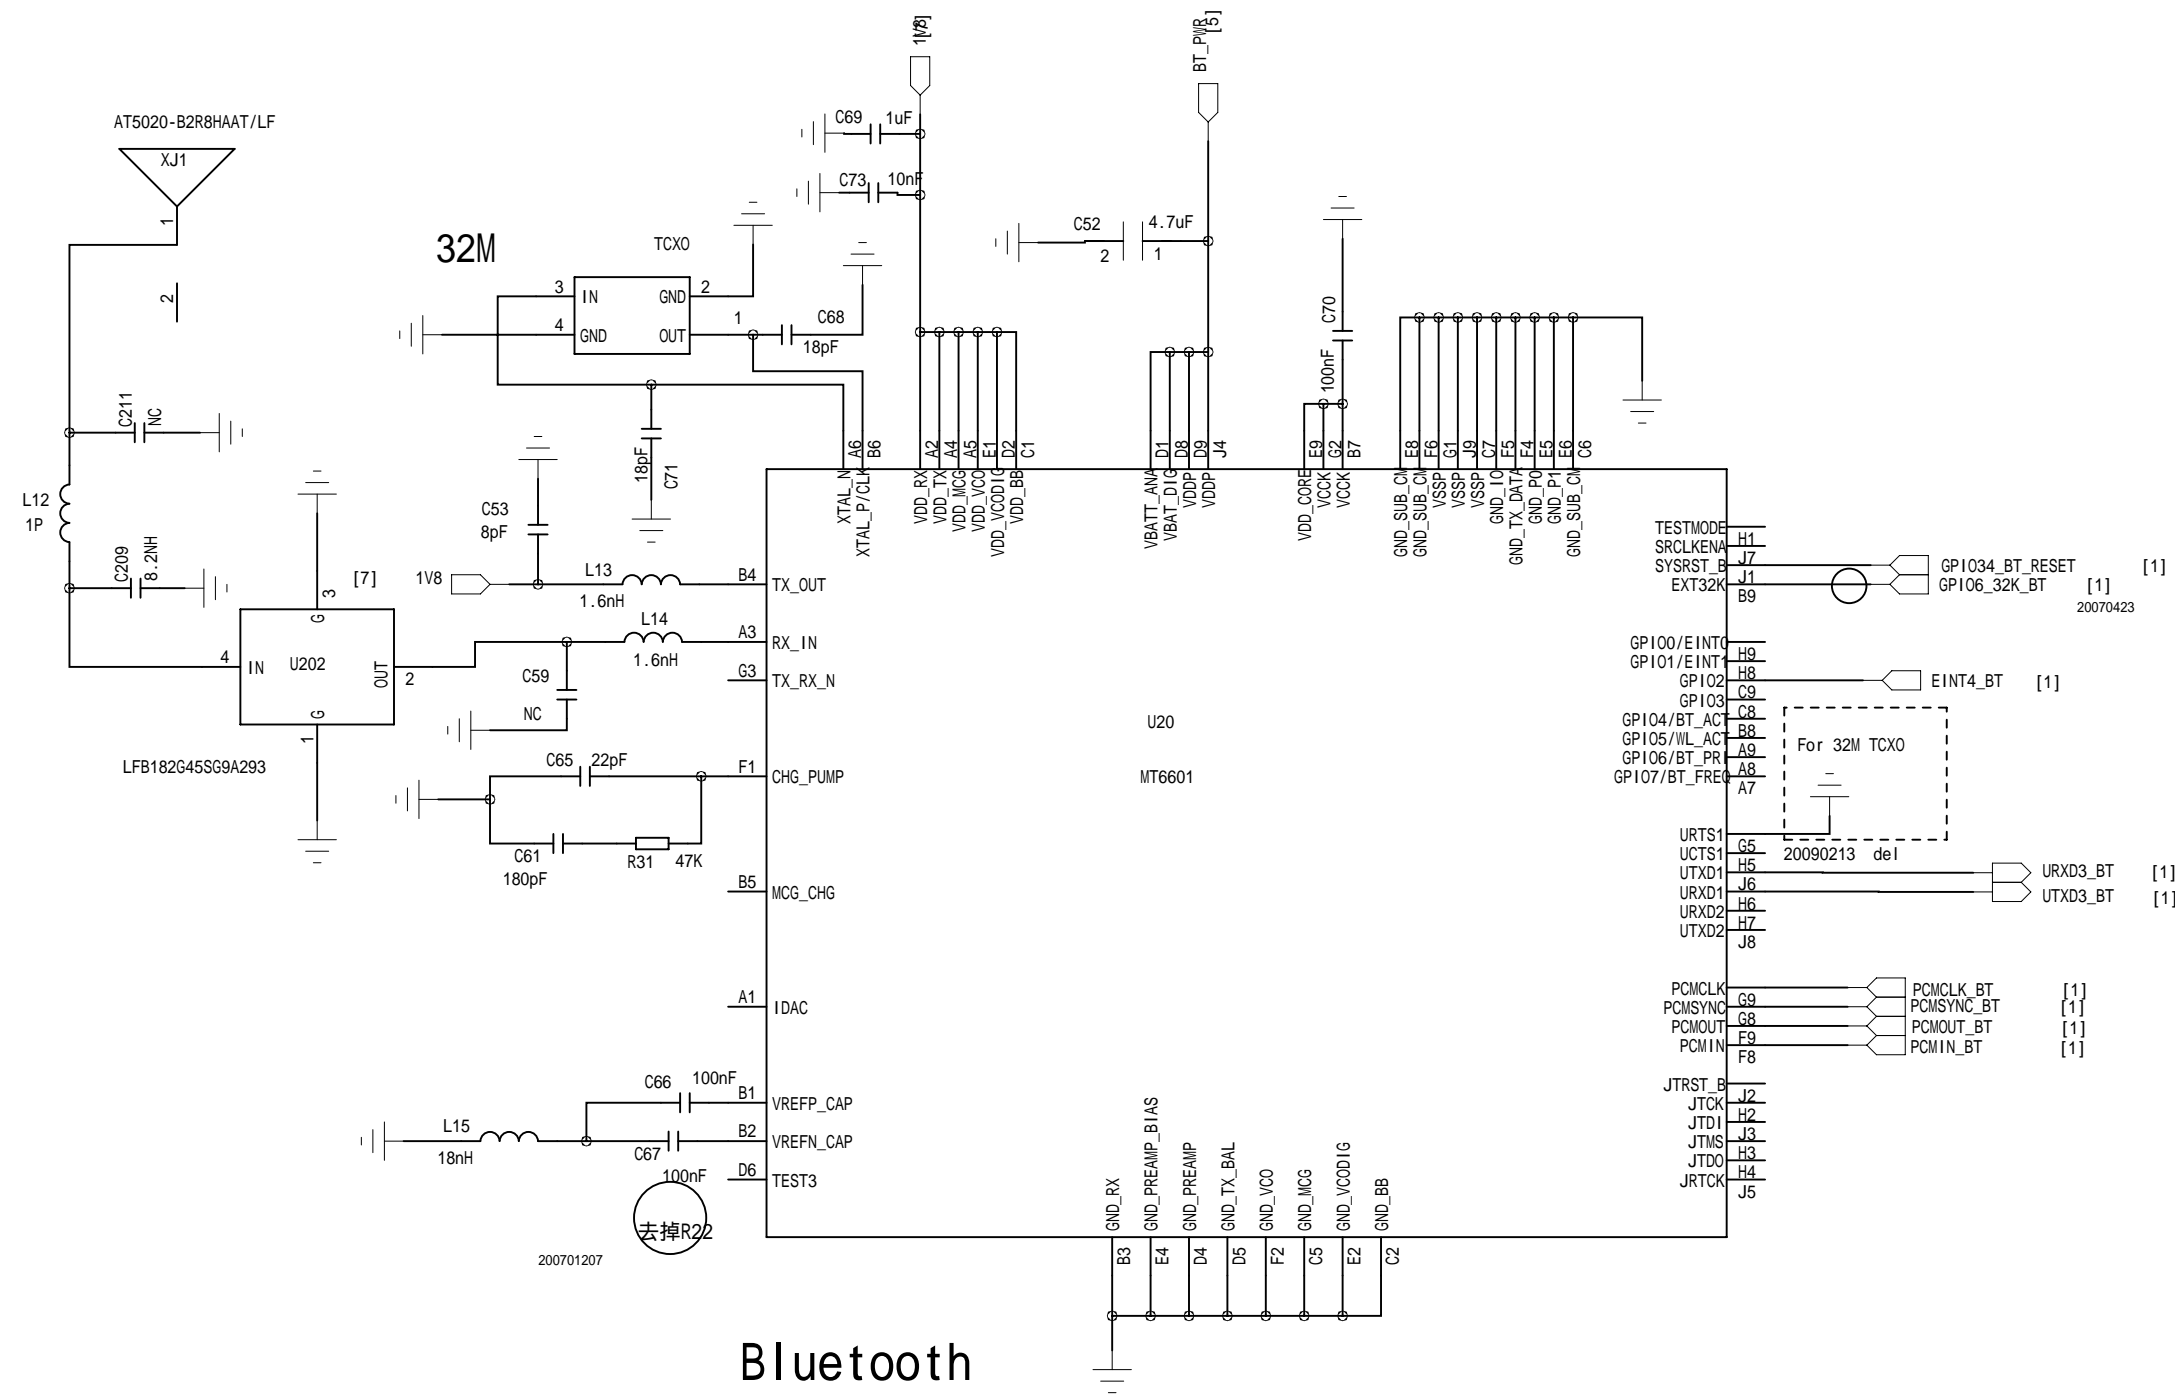 1V8
[7]
BT_PWR
[5]
AT5020-B2R8HAAT/LF
XJ1
1
2
C69
1uF
C73
10nF
32M
TCXO
3
IN
GND
2
4
GND
OUT
1
C68
18pF
C52
4.7uF
2
1
C70
100nF
C211
NC
L12
1P
C209
8.2NH
18pF
C71
C53
8pF
1V8
L13
1.6nH
L14
1.6nH
C59
NC
[7]
3
G
4
IN
U202
OUT
2
G
1
LFB182G45SG9A293
C65
22pF
C61
180pF
R31
47K
A6
B6
A2
A4
A5
E1
D2
C1
D1
D8
D9
J4
E9
G2
B7
E8
F6
G1
J9
C7
F5
F4
E5
E6
C6
XTAL_N
XTAL_P/CLK
VDD_RX
VDD_TX
VDD_MCG
VDD_VCO
VDD_VCODIG
VDD_BB
VBATT_ANA
VBAT_DIG
VDDP
VDDP
VDD_CORE
VCCK
VCCK
GND_SUB_CM
GND_SUB_CM
VSSP
VSSP
VSSP
GND_IO
GND_TX_DATA
GND_PO
GND_P1
GND_SUB_CM
B4
TX_OUT
A3
RX_IN
G3
TX_RX_N
F1
CHG_PUMP
B5
MCG_CHG
A1
IDAC
B1
VREFP_CAP
B2
VREFN_CAP
D6
TEST3
U20
MT6601
TESTMODE
H1
SRCLKENA
J7
SYSRST_B
J1
EXT32K
B9
GPIO34_BT_RESET
[1]
GPIO6_32K_BT
[1]
20070423
GPIO0/EINT0
H9
GPIO1/EINT1
H8
GPIO2
C9
GPIO3
C8
GPIO4/BT_ACT
B8
GPIO5/WL_ACT
A9
GPIO6/BT_PRI
A8
GPIO7/BT_FREQ
A7
EINT4_BT
[1]
For 32M TCXO
20090213 del
URTS1
G5
UCTS1
H5
UTXD1
J6
URXD1
H6
URXD2
H7
UTXD2
J8
URXD3_BT
[1]
UTXD3_BT
[1]
PCMCLK
G9
PCMSYNC
G8
PCMOUT
F9
PCMIN
F8
PCMCLK_BT
[1]
PCMSYNC_BT
[1]
PCMOUT_BT
[1]
PCMIN_BT
[1]
JTRST_B
J2
JTCK
H2
JTDI
J3
JTMS
H3
JTDO
H4
JRTCK
J5
C66
100nF
L15
18nH
C67
100nF
去掉R22
200701207
GND_RX
GND_PREAMP_BIAS
GND_PREAMP
GND_TX_BAL
GND_VCO
GND_MCG
GND_VCODIG
GND_BB
B3
E4
D4
D5
F2
C5
E2
C2
Bluetooth